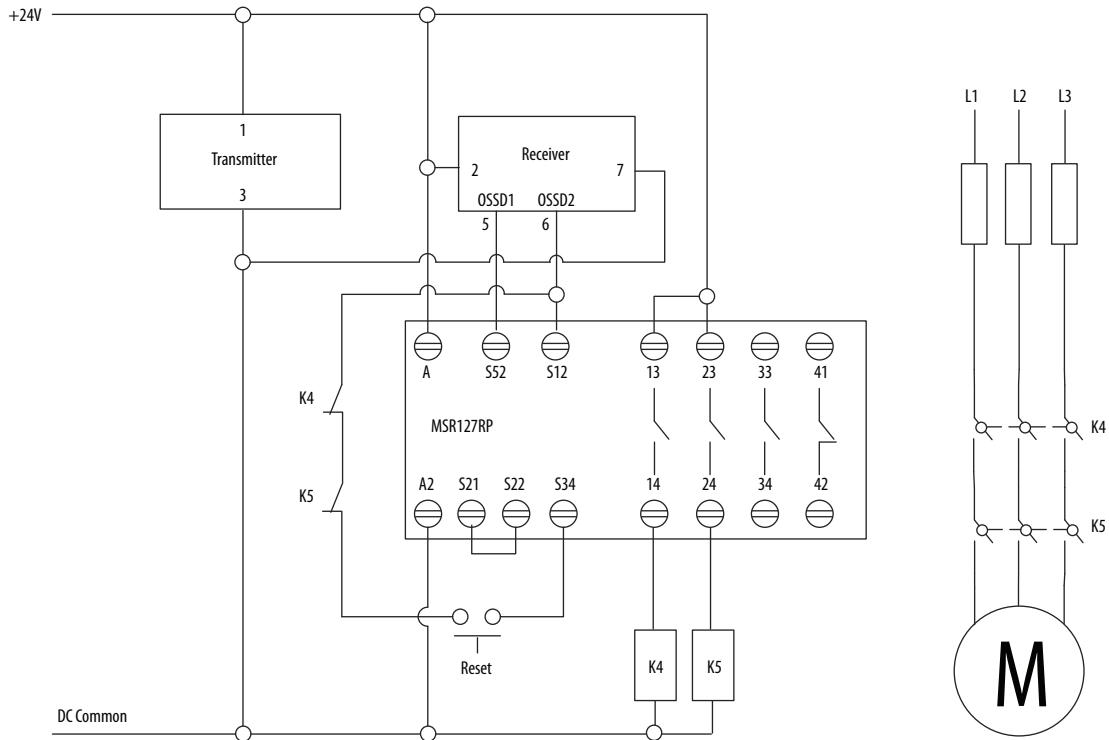 +24V
1
Transmitter
3
Receiver
2
7
OSSD1 OSSD2
5 6
L1 L2 L3
A S52 S12 13 23 33 41
MSR127RP
A2 S21 S22 S34 14 24 34 42
K4
K5
Reset
K4
K5
K4
K5
M
DC Common